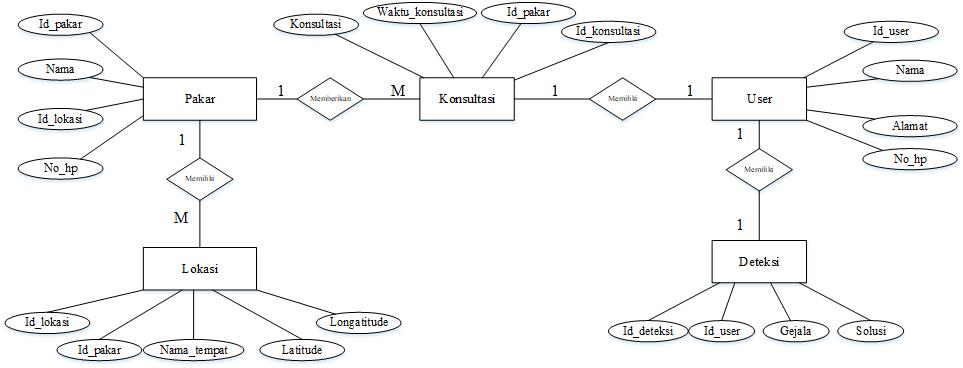 Id_pakar
Nama
Id_lokasi
No_hp
Pakar
1
Memberikan
M
Konsultasi
Waktu_konsultasi
Id_pakar
Id_konsultasi
Konsultasi
1
Memiliki
1
User
Id_user
Nama
Alamat
No_hp
1
Memiliki
M
Lokasi
Id_lokasi
Id_pakar
Nama_tempat
Latitude
Longatitude
1
Memiliki
1
Deteksi
Id_deteksi
Id_user
Gejala
Solusi